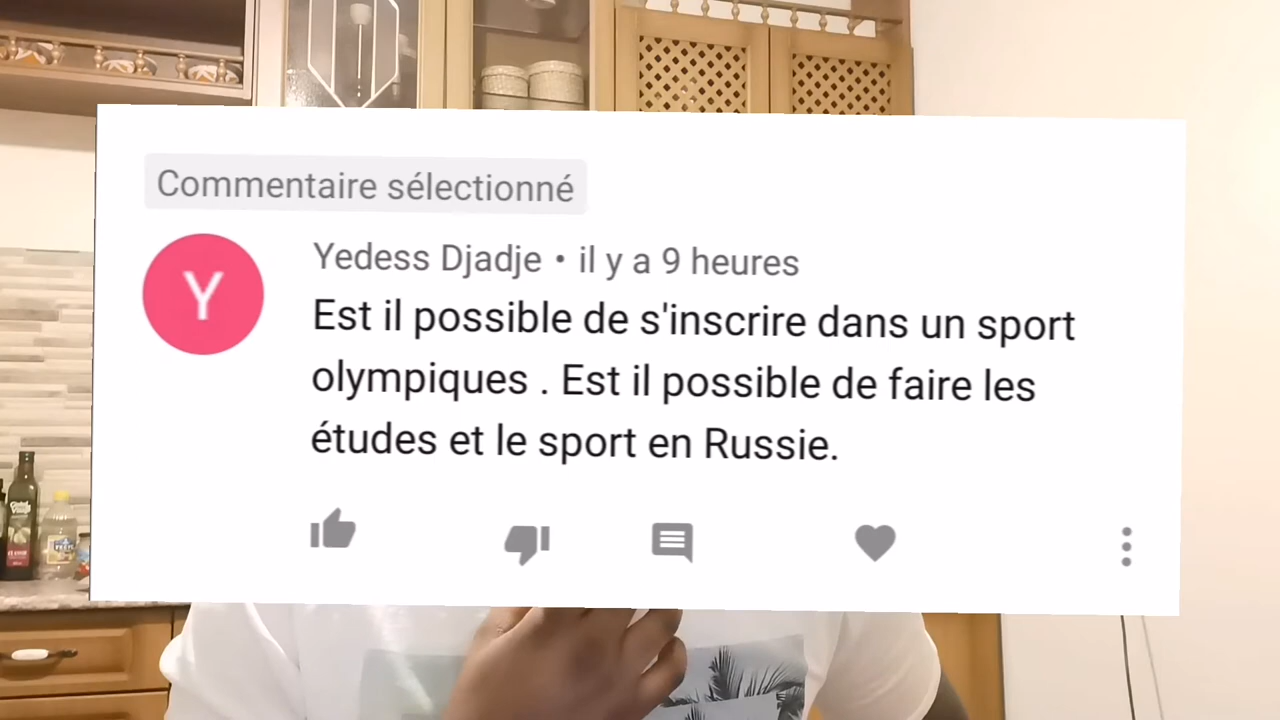 Commentaire sélectionné
Y
Yedess Djadje • il y a 9 heures
Est il possible de s'inscrire dans un sport
olympiques . Est il possible de faire les
études et le sport en Russie.